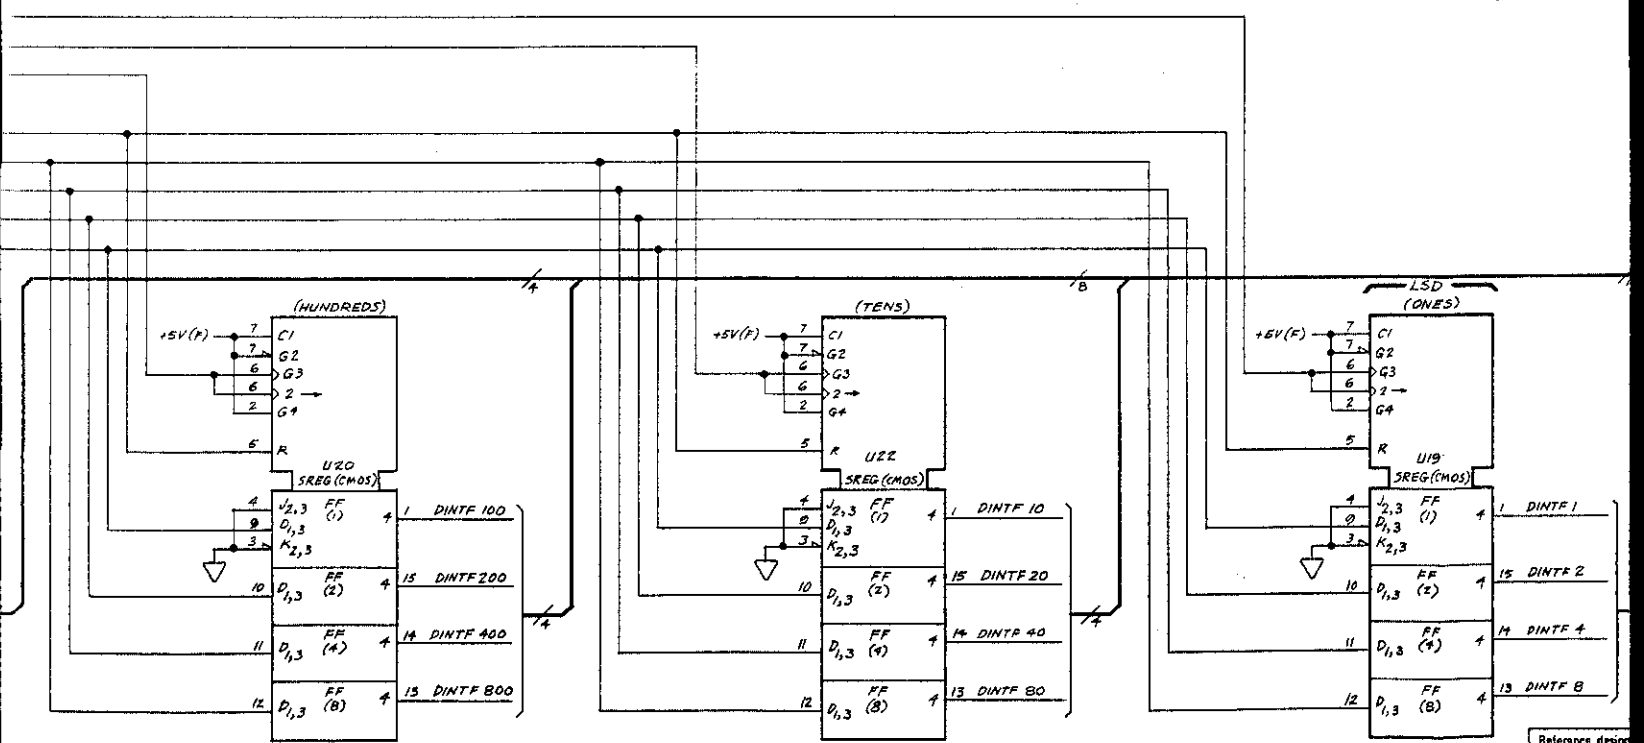 4
8
(HUNDREDS)
+5V(F)
7 C1
7 G2
6 G3
6 2 →
2 G4
5 R
U20
SREG (CMOS)
4 J2,3 FF (1) 4 1 DINTF 100
9 D1,3
3 K2,3
10 D1,3 FF (2) 4 15 DINTF 200
11 D1,3 FF (4) 4 14 DINTF 400
12 D1,3 FF (8) 4 13 DINTF 800
4
(TENS)
+5V(F)
7 C1
7 G2
6 G3
6 2 →
2 G4
5 R
U22
SREG (CMOS)
4 J2,3 FF (1) 4 1 DINTF 10
9 D1,3
3 K2,3
10 D1,3 FF (2) 4 15 DINTF 20
11 D1,3 FF (4) 4 14 DINTF 40
12 D1,3 FF (8) 4 13 DINTF 80
4
LSD
(ONES)
+5V(F)
7 C1
7 G2
6 G3
6 2 →
2 G4
5 R
U19
SREG (CMOS)
4 J2,3 FF (1) 4 1 DINTF 1
9 D1,3
3 K2,3
10 D1,3 FF (2) 4 15 DINTF 2
11 D1,3 FF (4) 4 14 DINTF 4
12 D1,3 FF (8) 4 13 DINTF 8
Reference